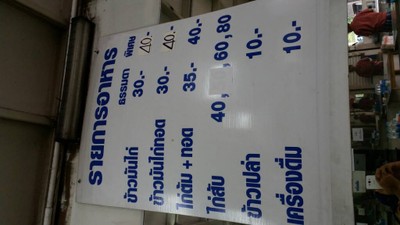 รายการอาหาร
ธรรมดา พิเศษ
ข้าวมันไก่ 30.- 40.-
ข้าวมันไก่ทอด 30.- 40.-
ไก่ต้ม + ทอด 35.- 40.-
ไก่สับ 40, 60, 80
ข้าวเปล่า 10.-
เครื่องดื่ม 10.-